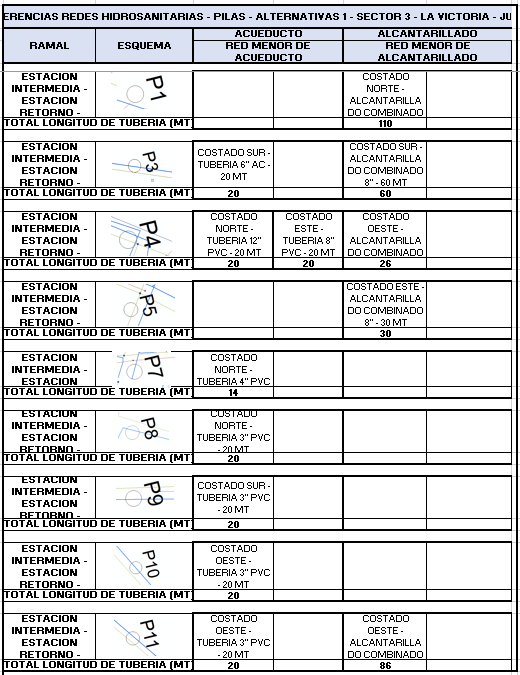 ERENCIAS REDES HIDROSANITARIAS - PILAS - ALTERNATIVAS 1 - SECTOR 3 - LA VICTORIA - JU
RAMAL ESQUEMA ACUEDUCTO ALCANTARILLADO
RED MENOR DE ACUEDUCTO RED MENOR DE ALCANTARILLADO
ESTACION INTERMEDIA - ESTACION RETORNO - P1 COSTADO NORTE - ALCANTARILLA DO COMBINADO
TOTAL LONGITUD DE TUBERIA (MT) 110
ESTACION INTERMEDIA - ESTACION RETORNO - P3 COSTADO SUR - TUBERIA 6" AC - 20 MT COSTADO SUR - ALCANTARILLA DO COMBINADO 8" - 60 MT
TOTAL LONGITUD DE TUBERIA (MT) 20 60
ESTACION INTERMEDIA - ESTACION RETORNO - P4 COSTADO NORTE - TUBERIA 12" PVC - 20 MT COSTADO ESTE - TUBERIA 8" PVC - 20 MT COSTADO OESTE - ALCANTARILLA DO COMBINADO
TOTAL LONGITUD DE TUBERIA (MT) 20 20 26
ESTACION INTERMEDIA - ESTACION RETORNO - P5 COSTADO ESTE - ALCANTARILLA DO COMBINADO 8" - 30 MT
TOTAL LONGITUD DE TUBERIA (MT) 30
ESTACION INTERMEDIA - ESTACION P7 COSTADO NORTE - TUBERIA 4" PVC
TOTAL LONGITUD DE TUBERIA (MT) 14
ESTACION INTERMEDIA - ESTACION RETORNO - P8 COSTADO NORTE - TUBERIA 3" PVC - 20 MT
TOTAL LONGITUD DE TUBERIA (MT) 20
ESTACION INTERMEDIA - ESTACION RETORNO - P9 COSTADO SUR - TUBERIA 3" PVC - 20 MT
TOTAL LONGITUD DE TUBERIA (MT) 20
ESTACION INTERMEDIA - ESTACION RETORNO - P10 COSTADO OESTE - TUBERIA 3" PVC - 20 MT
TOTAL LONGITUD DE TUBERIA (MT) 20
ESTACION INTERMEDIA - ESTACION RETORNO - P11 COSTADO OESTE - TUBERIA 3" PVC - 20 MT COSTADO OESTE - ALCANTARILLA DO COMBINADO
TOTAL LONGITUD DE TUBERIA (MT) 20 86